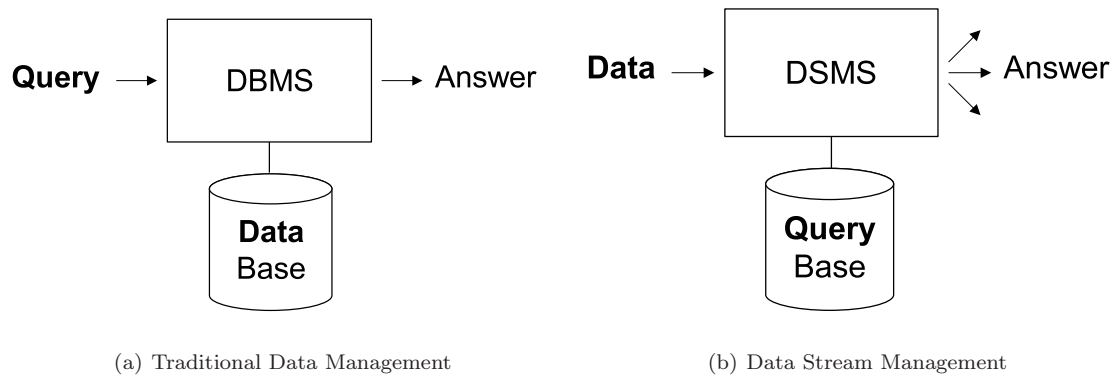 Query
DBMS
Answer
Data
Base
(a) Traditional Data Management
Data
DSMS
Answer
Query
Base
(b) Data Stream Management